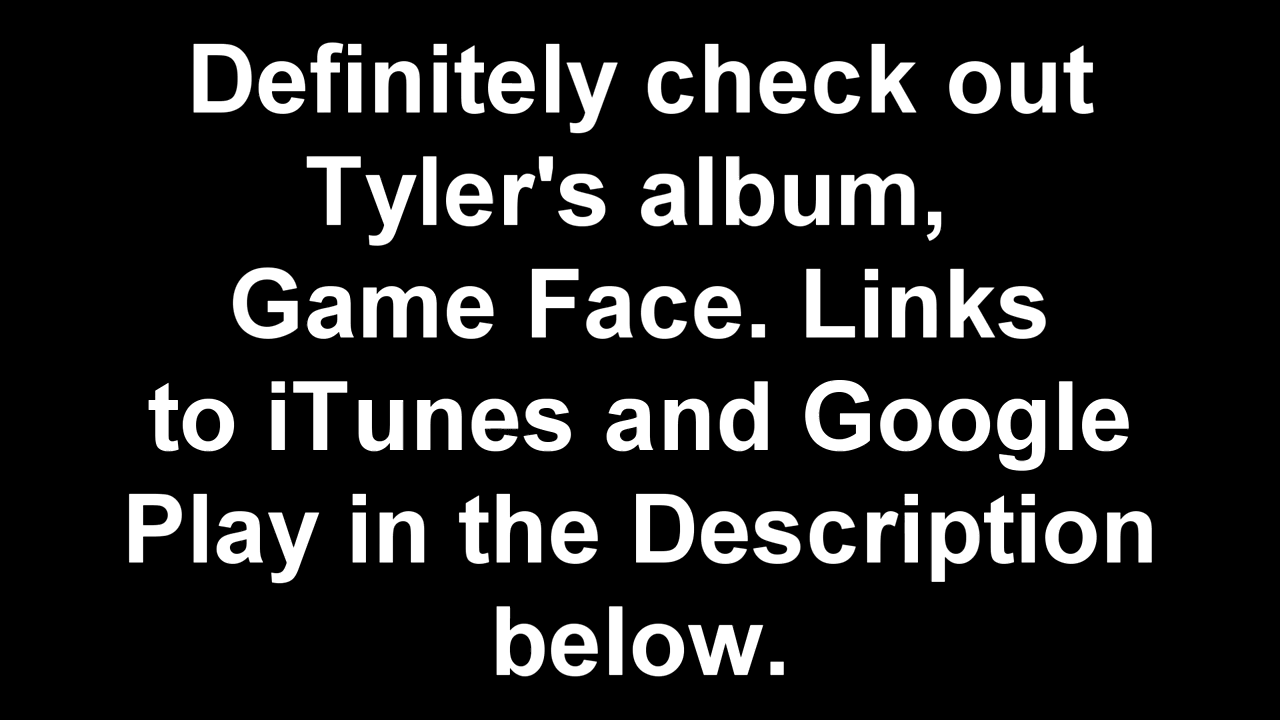 Definitely check out
Tyler's album,
Game Face. Links
to iTunes and Google
Play in the Description
below.